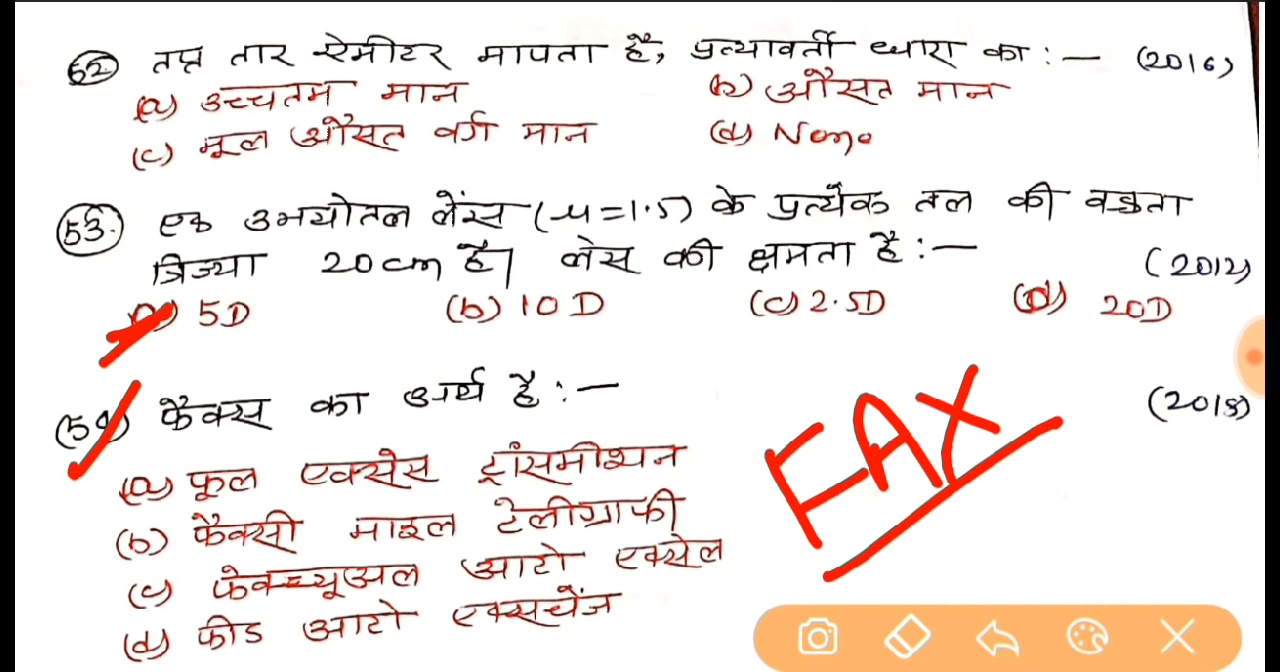 52 तप्त तार ऐमीटर मापता है, प्रत्यावर्ती धारा का :— (2016)
(a) उच्चतम मान (b) औसत मान
(c) मूल औसत वर्ग मान (d) None
53. एक उभयोतल लेंस (μ=1.5) के प्रत्येक तल की वक्रता
त्रिज्या 20cm है। लेंस की क्षमता है :— (2012)
(a) 5D (b) 10D (c) 2.5D (d) 20D
(54) फैक्स का अर्थ है :— (2018)
FAX
(a) फूल एक्सेस ट्रांसमीशन
(b) फैक्सी माइल टेलीग्राफी
(c) फेक्च्यूअल आटो एक्सेल
(d) फीड आटो एक्सचेंज